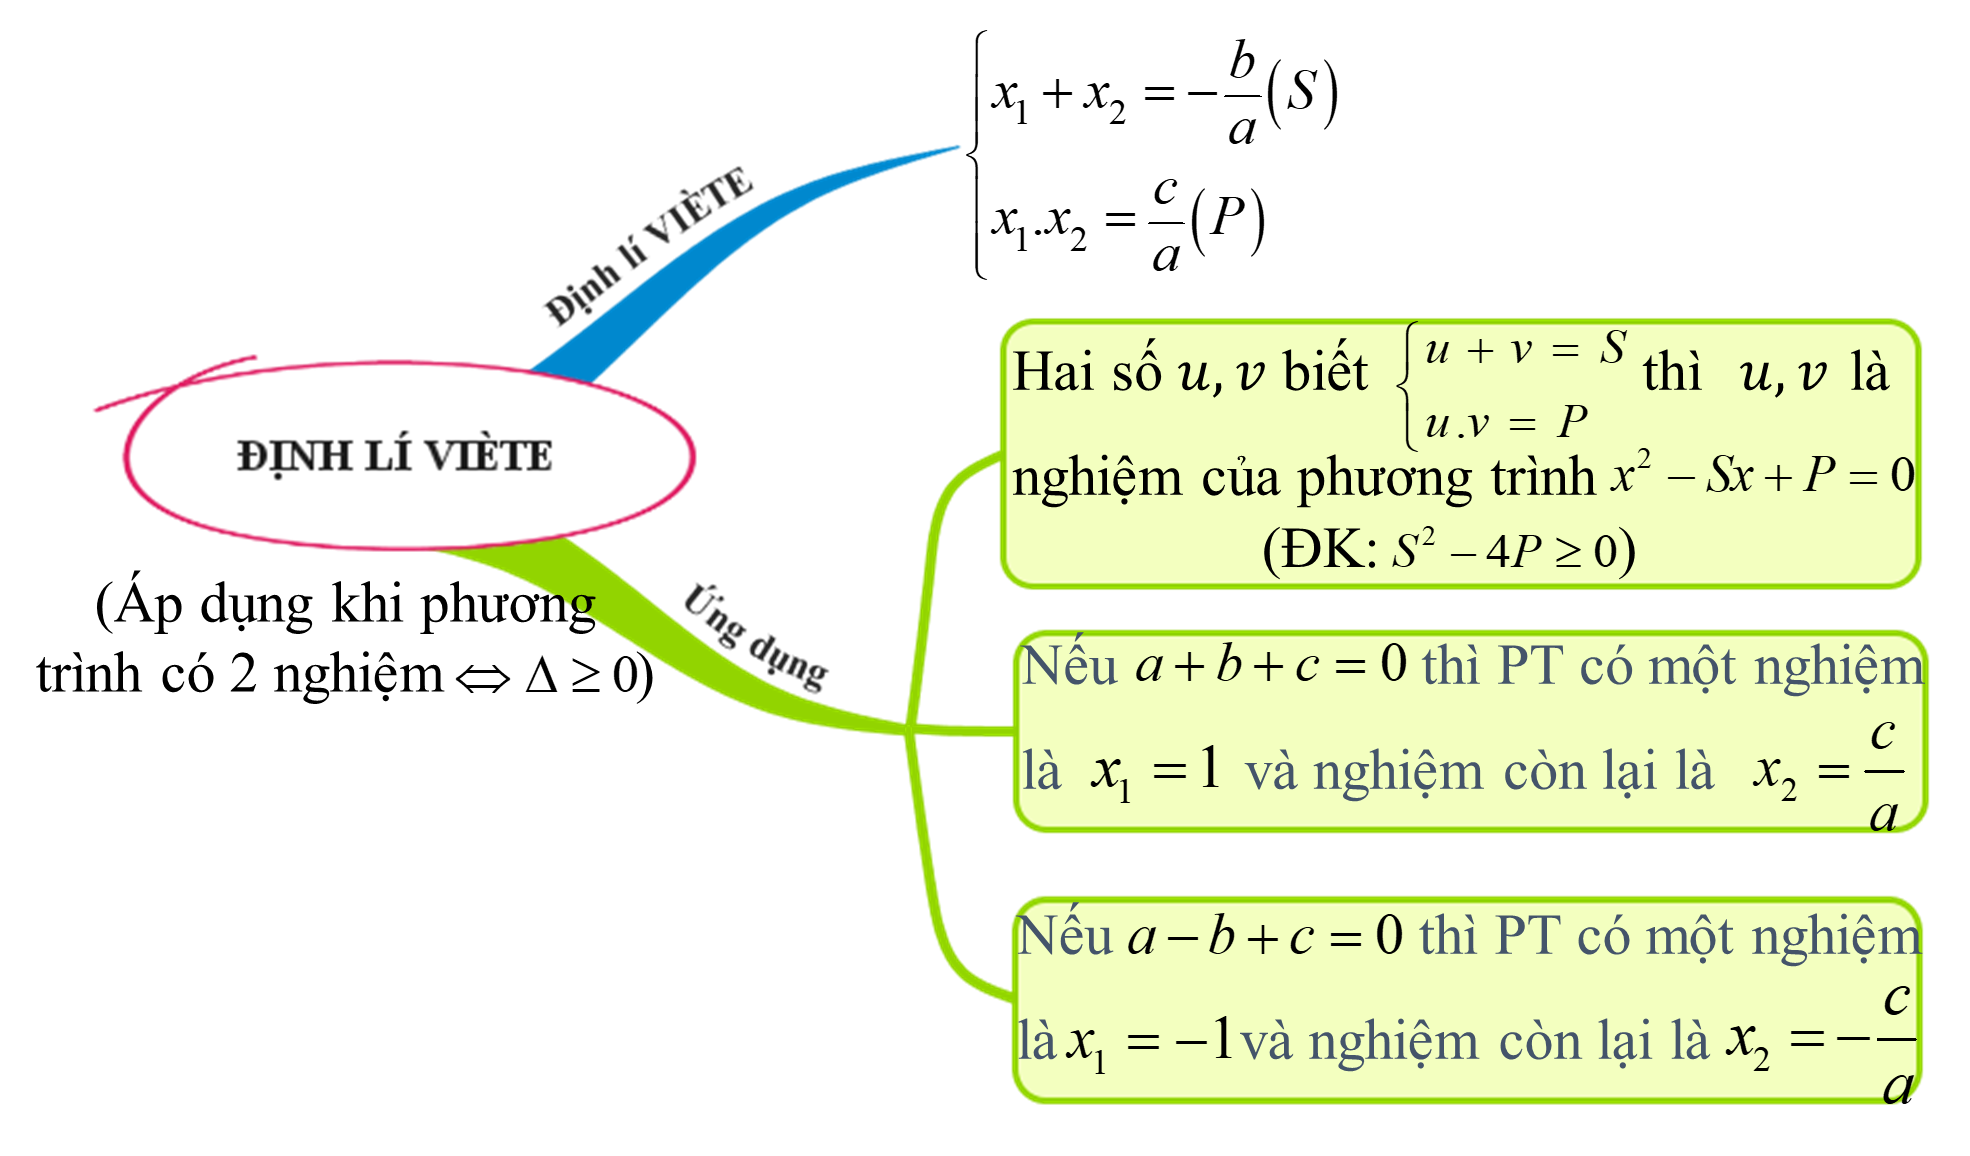 ĐỊNH LÍ VIÈTE
(Áp dụng khi phương
trình có 2 nghiệm ⇔ Δ ≥ 0)
Định lí VIÈTE
x₁ + x₂ = −b/a (S)
x₁.x₂ = c/a (P)
Ứng dụng
Hai số u, v biết { u + v = S thì u, v là
u.v = P
nghiệm của phương trình x² − Sx + P = 0
(ĐK: S² − 4P ≥ 0)
Nếu a + b + c = 0 thì PT có một nghiệm
là x₁ = 1 và nghiệm còn lại là x₂ = c/a
Nếu a − b + c = 0 thì PT có một nghiệm
là x₁ = −1 và nghiệm còn lại là x₂ = −c/a